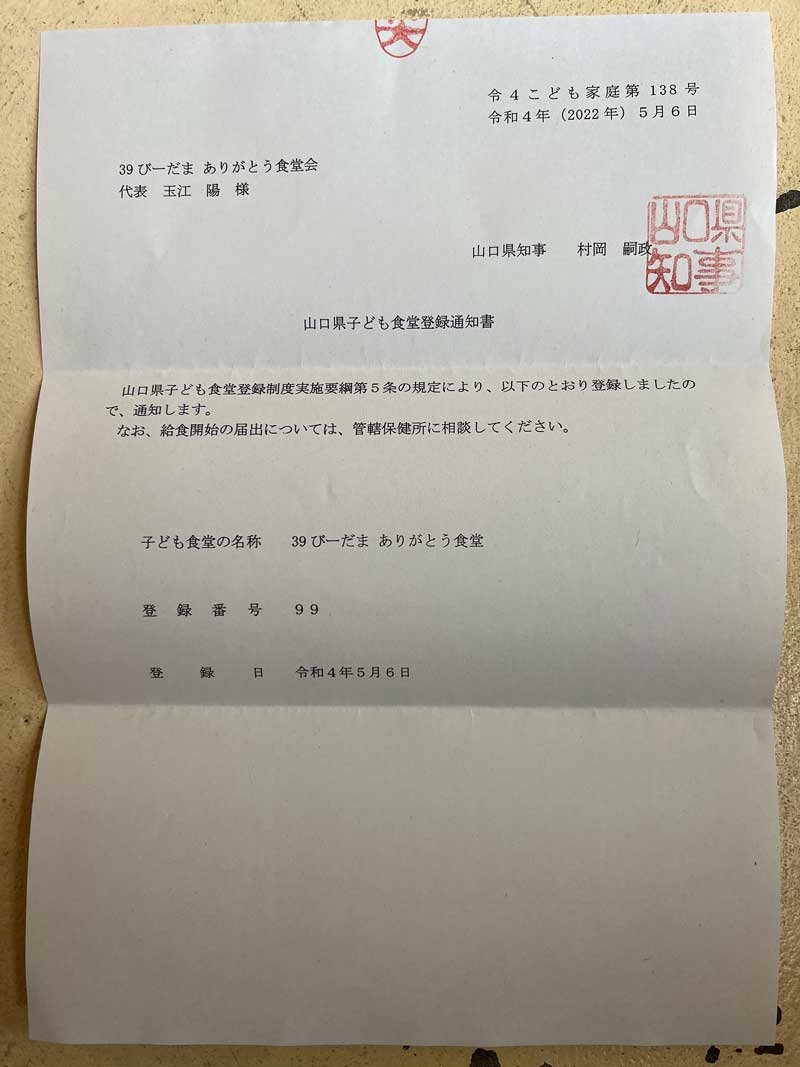 令４こども家庭第 138 号
令和４年（2022 年）５月６日
39 びーだま ありがとう食堂会
代表　玉江　陽　様
山口県知事　　村岡　嗣政
山口県
知事
山口県子ども食堂登録通知書
山口県子ども食堂登録制度実施要綱第５条の規定により、以下のとおり登録しましたの
で、通知します。
なお、給食開始の届出については、管轄保健所に相談してください。
子ども食堂の名称　　39 びーだま ありがとう食堂
登　録　番　号　　９９
登　　録　　日　　令和４年５月６日